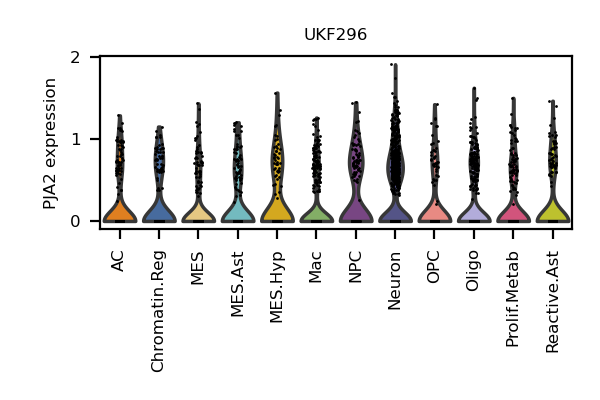 UKF296
PJA2 expression
2
1
0
AC
Chromatin.Reg
MES
MES.Ast
MES.Hyp
Mac
NPC
Neuron
OPC
Oligo
Prolif.Metab
Reactive.Ast